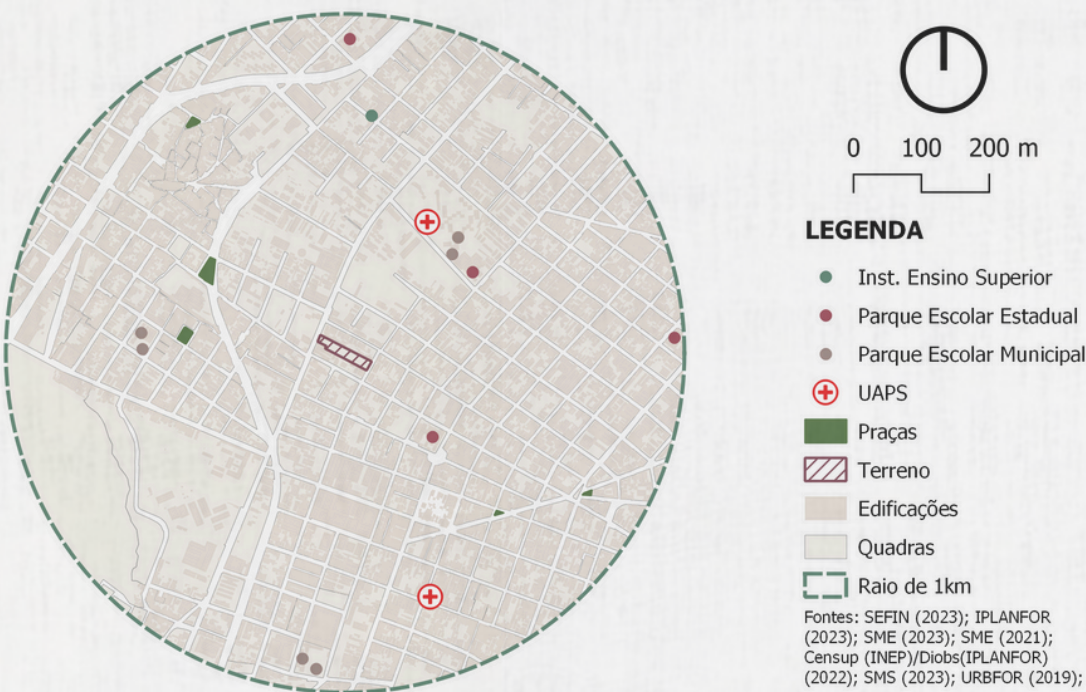 0 100 200 m
LEGENDA
Inst. Ensino Superior
Parque Escolar Estadual
Parque Escolar Municipal
UAPS
Praças
Terreno
Edificações
Quadras
Raio de 1km
Fontes: SEFIN (2023); IPLANFOR
(2023); SME (2023); SME (2021);
Censup (INEP)/Diobs(IPLANFOR)
(2022); SMS (2023); URBFOR (2019);